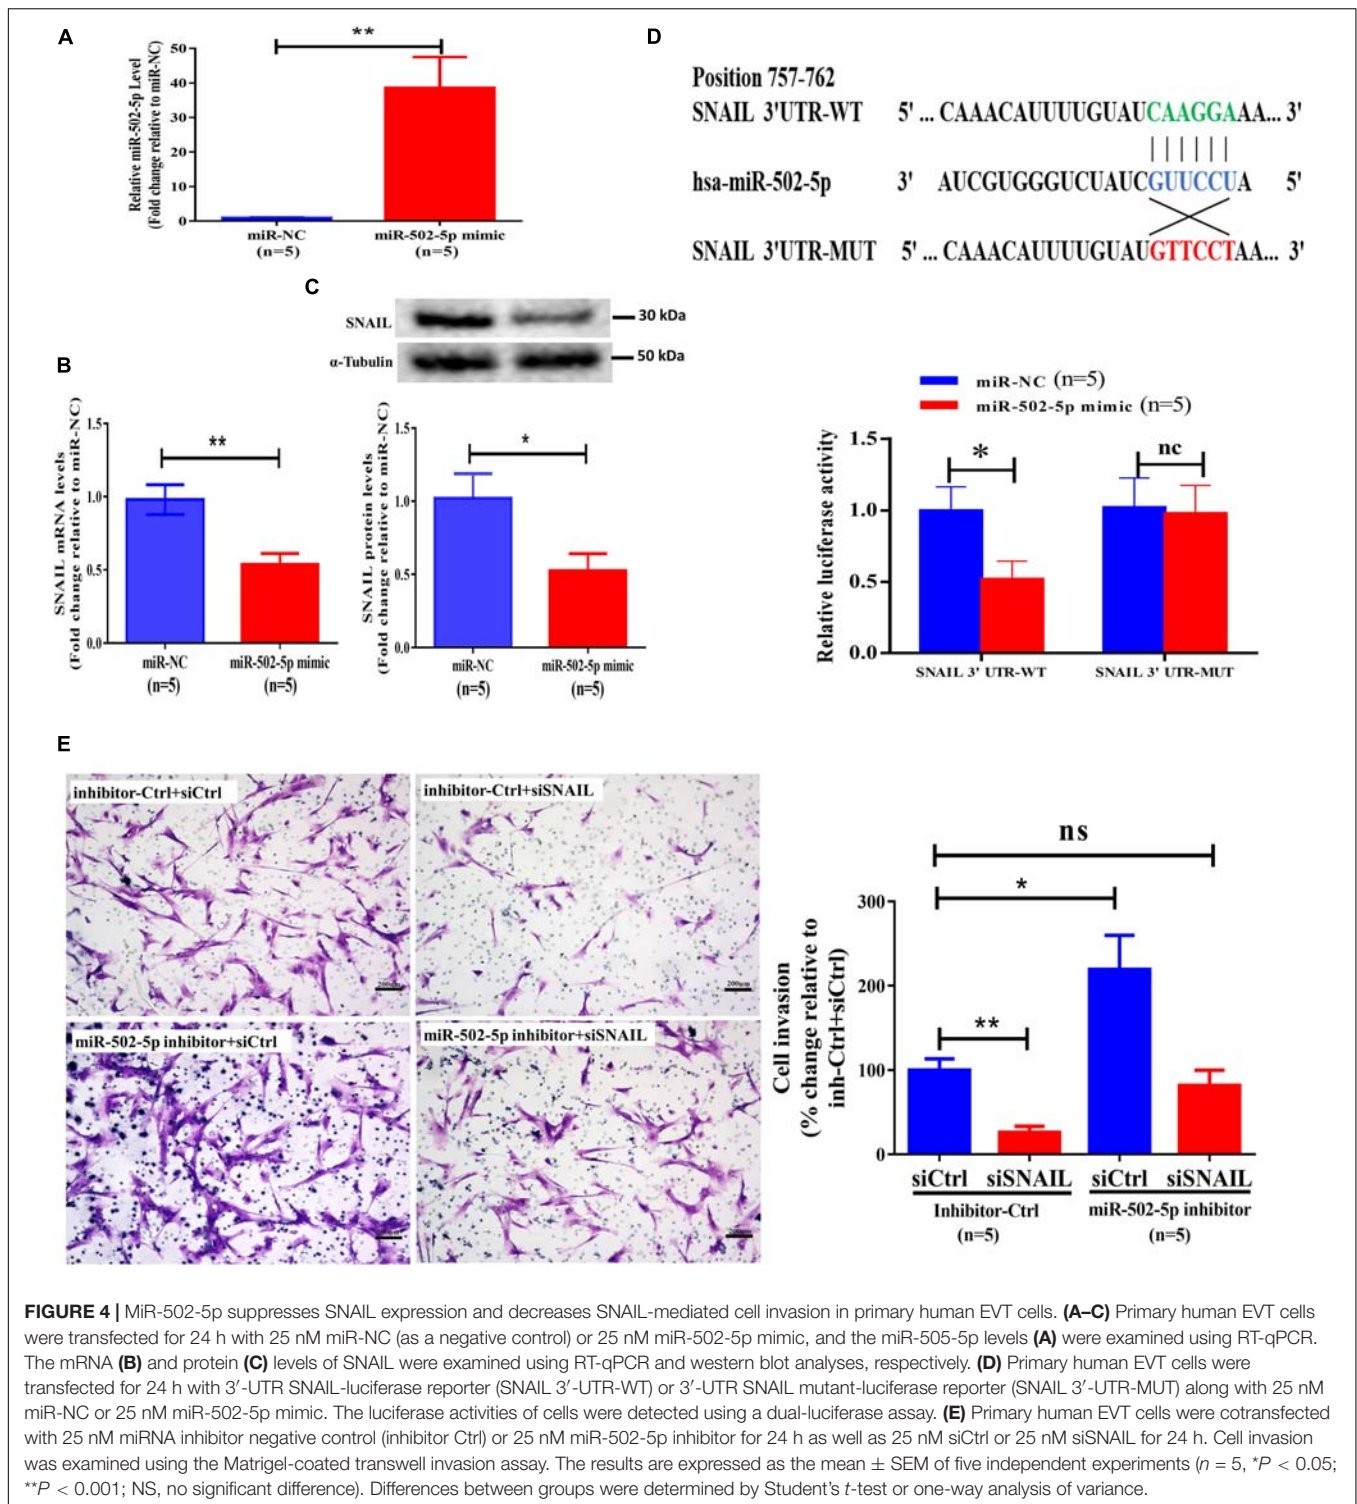 A
**
Relative miR-502-5p Level
(Fold change relative to miR-NC)
50
40
30
20
10
0
miR-NC
(n=5)
miR-502-5p mimic
(n=5)
D
Position 757-762
SNAIL 3'UTR-WT 5' ... CAAACAUUUUGUAUCAAGGAAA... 3'
hsa-miR-502-5p 3' AUCGUGGGUCUAUCGUUCCUA 5'
SNAIL 3'UTR-MUT 5' ... CAAACAUUUUGUAUGTTCCTAA... 3'
C
SNAIL
30 kDa
α-Tubulin
50 kDa
B
SNAIL mRNA levels
(Fold change relative to miR-NC)
1.5
1.0
0.5
0.0
**
miR-NC
(n=5)
miR-502-5p mimic
(n=5)
SNAIL protein levels
(Fold change relative to miR-NC)
1.5
1.0
0.5
0.0
*
miR-NC
(n=5)
miR-502-5p mimic
(n=5)
miR-NC (n=5)
miR-502-5p mimic (n=5)
Relative luciferase activity
1.5
1.0
0.5
0.0
*
nc
SNAIL 3' UTR-WT
SNAIL 3' UTR-MUT
E
inhibitor-Ctrl+siCtrl
200μm
inhibitor-Ctrl+siSNAIL
200μm
miR-502-5p inhibitor+siCtrl
miR-502-5p inhibitor+siSNAIL
Cell invasion
(% change relative to
inh-Ctrl+siCtrl)
300
200
100
0
ns
*
**
siCtrl siSNAIL siCtrl siSNAIL
Inhibitor-Ctrl miR-502-5p inhibitor
(n=5) (n=5)
FIGURE 4 | MiR-502-5p suppresses SNAIL expression and decreases SNAIL-mediated cell invasion in primary human EVT cells. (A–C) Primary human EVT cells
were transfected for 24 h with 25 nM miR-NC (as a negative control) or 25 nM miR-502-5p mimic, and the miR-505-5p levels (A) were examined using RT-qPCR.
The mRNA (B) and protein (C) levels of SNAIL were examined using RT-qPCR and western blot analyses, respectively. (D) Primary human EVT cells were
transfected for 24 h with 3′-UTR SNAIL-luciferase reporter (SNAIL 3′-UTR-WT) or 3′-UTR SNAIL mutant-luciferase reporter (SNAIL 3′-UTR-MUT) along with 25 nM
miR-NC or 25 nM miR-502-5p mimic. The luciferase activities of cells were detected using a dual-luciferase assay. (E) Primary human EVT cells were cotransfected
with 25 nM miRNA inhibitor negative control (inhibitor Ctrl) or 25 nM miR-502-5p inhibitor for 24 h as well as 25 nM siCtrl or 25 nM siSNAIL for 24 h. Cell invasion
was examined using the Matrigel-coated transwell invasion assay. The results are expressed as the mean ± SEM of five independent experiments (n = 5, *P < 0.05;
**P < 0.001; NS, no significant difference). Differences between groups were determined by Student's t-test or one-way analysis of variance.